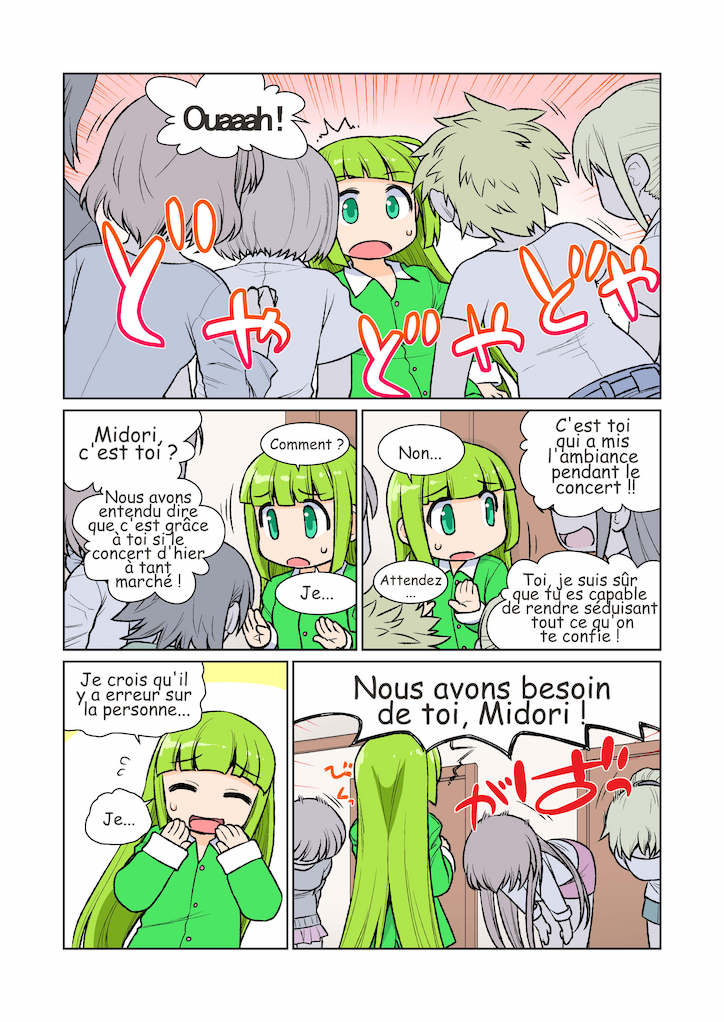 Ouaaah !
ど
や
ど
や
ど
や
Midori,
c'est toi ?
Nous avons
entendu dire
que c'est grâce
à toi si le
concert d'hier
à tant
marché !
Comment ?
Je...
Non...
Attendez
...
C'est toi
qui a mis
l'ambiance
pendant le
concert !!
Toi, je suis sûr
que tu es capable
de rendre séduisant
tout ce qu'on
te confie !
Je crois qu'il
y a erreur sur
la personne...
Je...
Nous avons besoin
de toi, Midori !
びくっ
がばっ